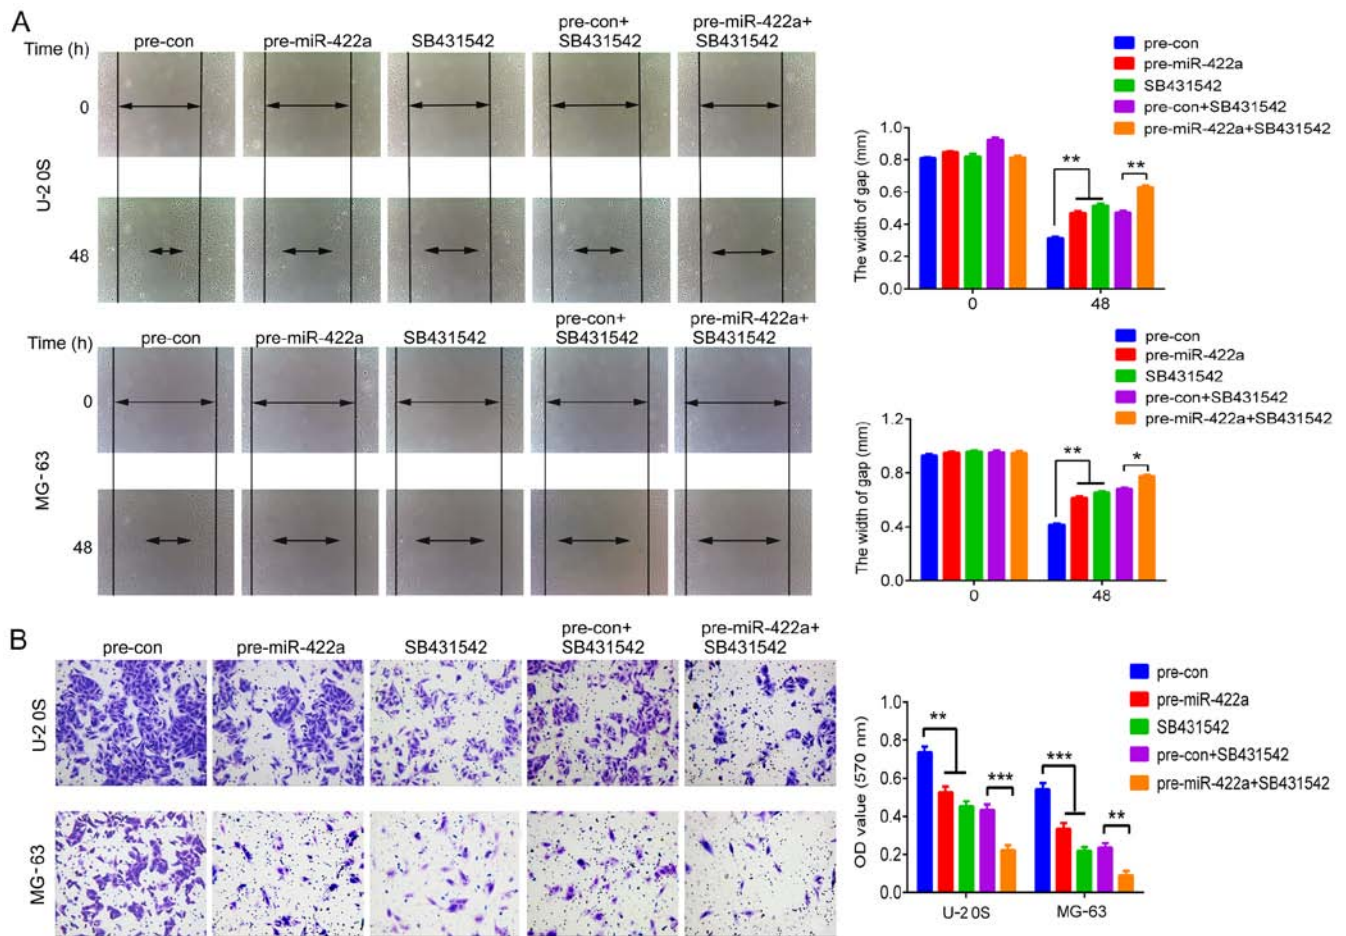 A
Time (h)
pre-con
pre-miR-422a
SB431542
pre-con+
SB431542
pre-miR-422a+
SB431542
0
U-2 0S
48
pre-con
pre-miR-422a
SB431542
pre-con+SB431542
pre-miR-422a+SB431542
The width of gap (mm)
1.0
0.8
0.6
0.4
0.2
0.0
**
**
0
48
Time (h)
pre-con
pre-miR-422a
SB431542
pre-con+
SB431542
pre-miR-422a+
SB431542
0
MG-63
48
pre-con
pre-miR-422a
SB431542
pre-con+SB431542
pre-miR-422a+SB431542
The width of gap (mm)
1.2
0.8
0.4
0.0
**
*
0
48
B
pre-con
pre-miR-422a
SB431542
pre-con+
SB431542
pre-miR-422a+
SB431542
U-2 0S
MG-63
pre-con
pre-miR-422a
SB431542
pre-con+SB431542
pre-miR-422a+SB431542
OD value (570 nm)
1.0
0.8
0.6
0.4
0.2
0.0
**
***
***
**
U-2 0S
MG-63